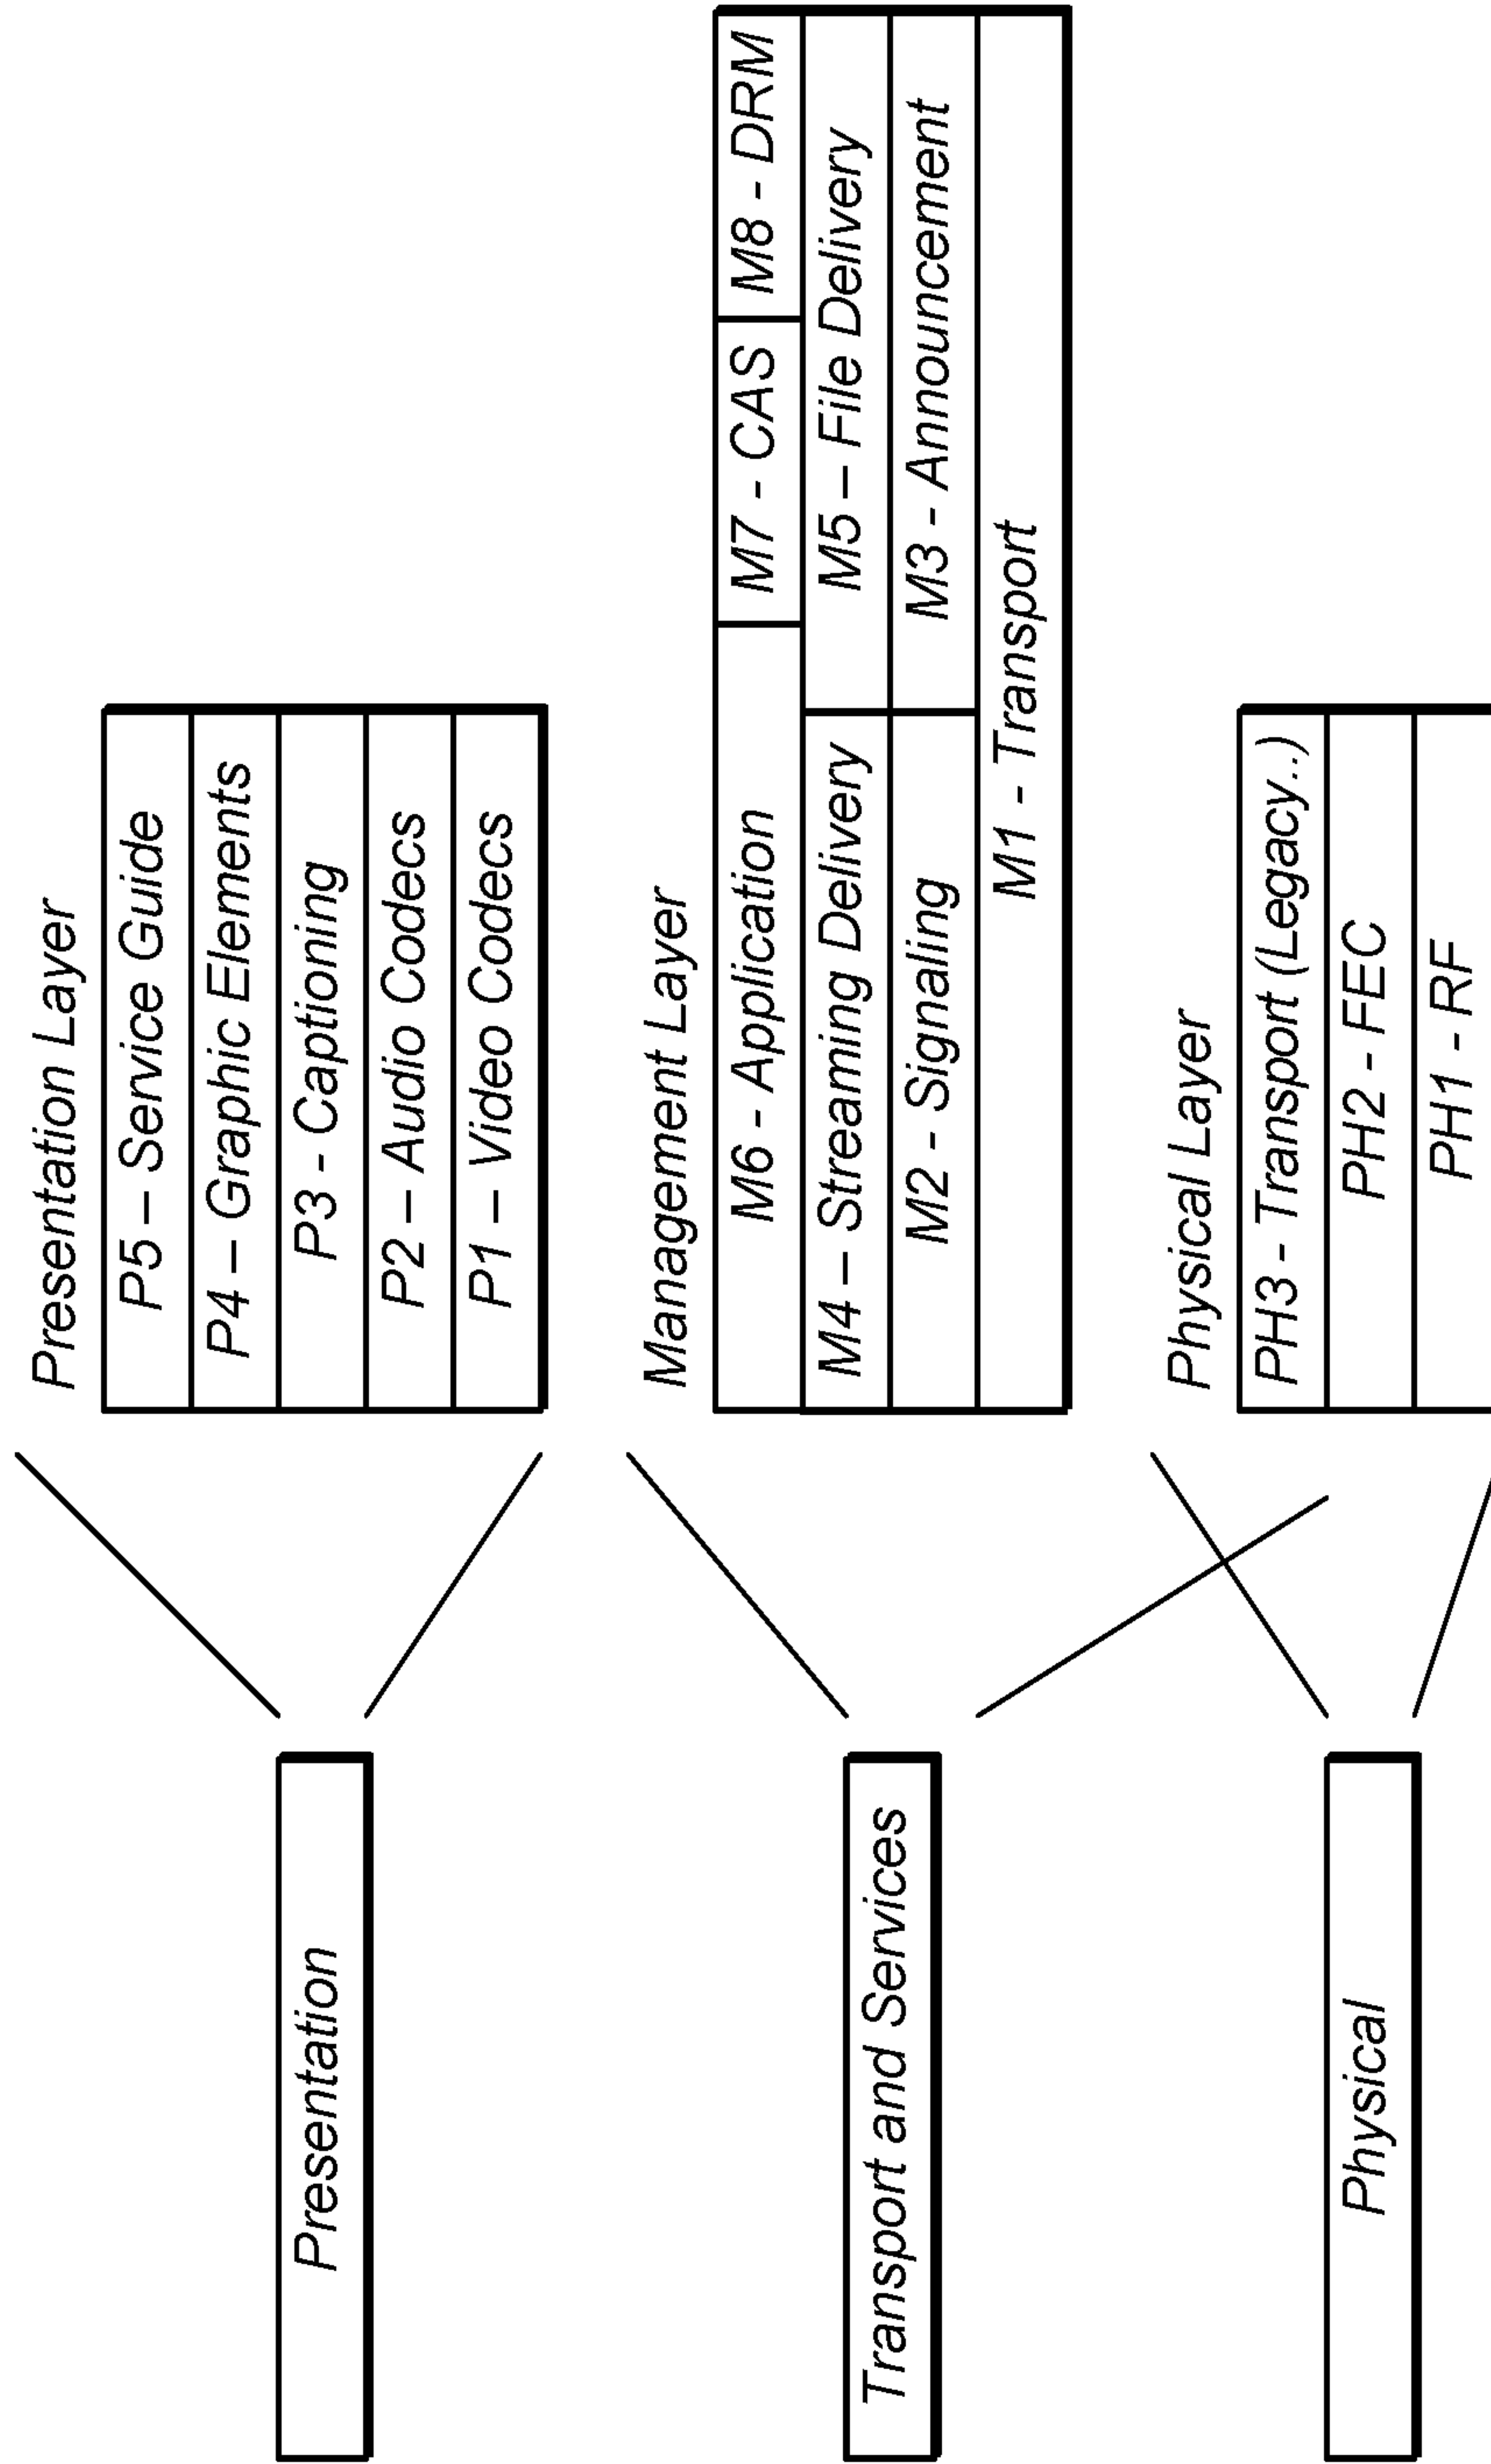 Presentation
Presentation Layer
P5 – Service Guide
P4 – Graphic Elements
P3 - Captioning
P2 – Audio Codecs
P1 – Video Codecs
Transport and Services
Management Layer
M6 - Application
M7 - CAS
M8 - DRM
M4 – Streaming Delivery
M5 – File Delivery
M2 - Signaling
M3 - Announcement
M1 - Transport
Physical
Physical Layer
PH3 - Transport (Legacy..)
PH2 - FEC
PH1 - RF